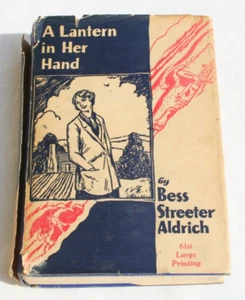 A Lantern
in Her
Hand
by
Bess
Streeter
Aldrich
61st
Large
Printing